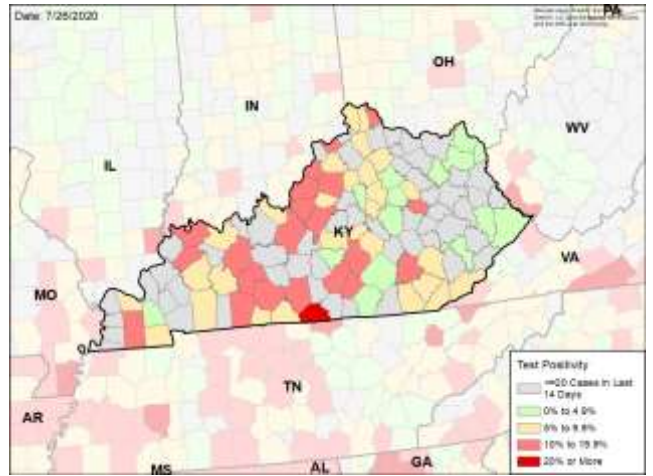 Date: 7/26/2020
PA
OH
IN
WV
IL
KY
VA
MO
TN
AR
MS
AL
GA
Test Positivity
<=20 Cases In Last
14 Days
0% to 4.9%
5% to 9.9%
10% to 19.9%
20% or More